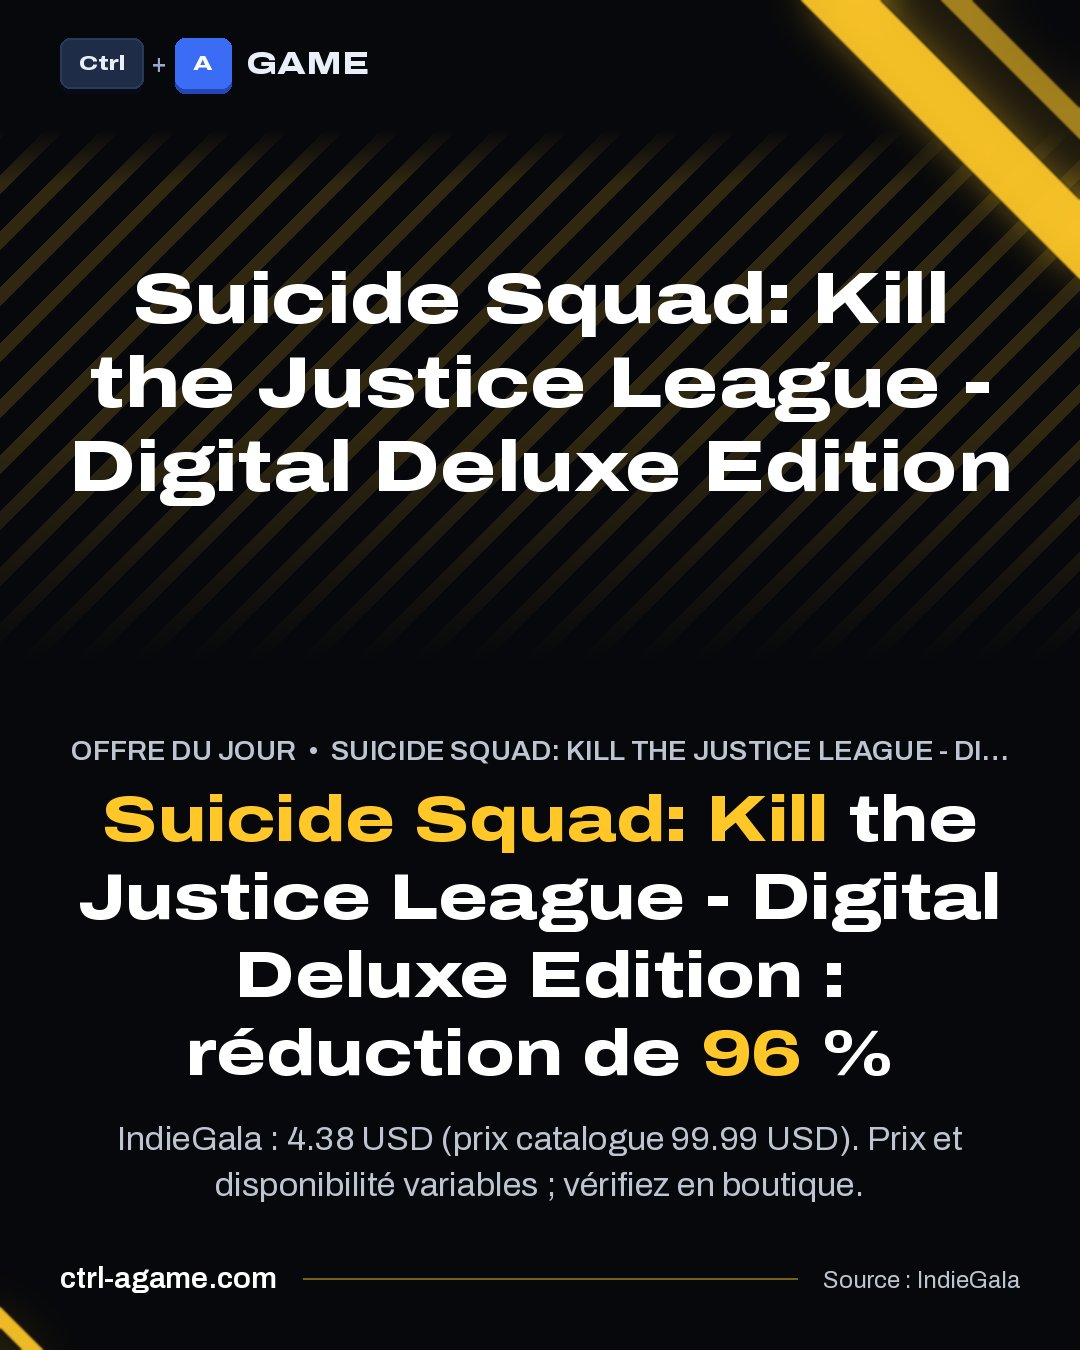 Ctrl + A GAME
Suicide Squad: Kill
the Justice League -
Digital Deluxe Edition
OFFRE DU JOUR • SUICIDE SQUAD: KILL THE JUSTICE LEAGUE - DI...
Suicide Squad: Kill the
Justice League - Digital
Deluxe Edition :
réduction de 96 %
IndieGala : 4.38 USD (prix catalogue 99.99 USD). Prix et
disponibilité variables ; vérifiez en boutique.
ctrl-agame.com
Source : IndieGala